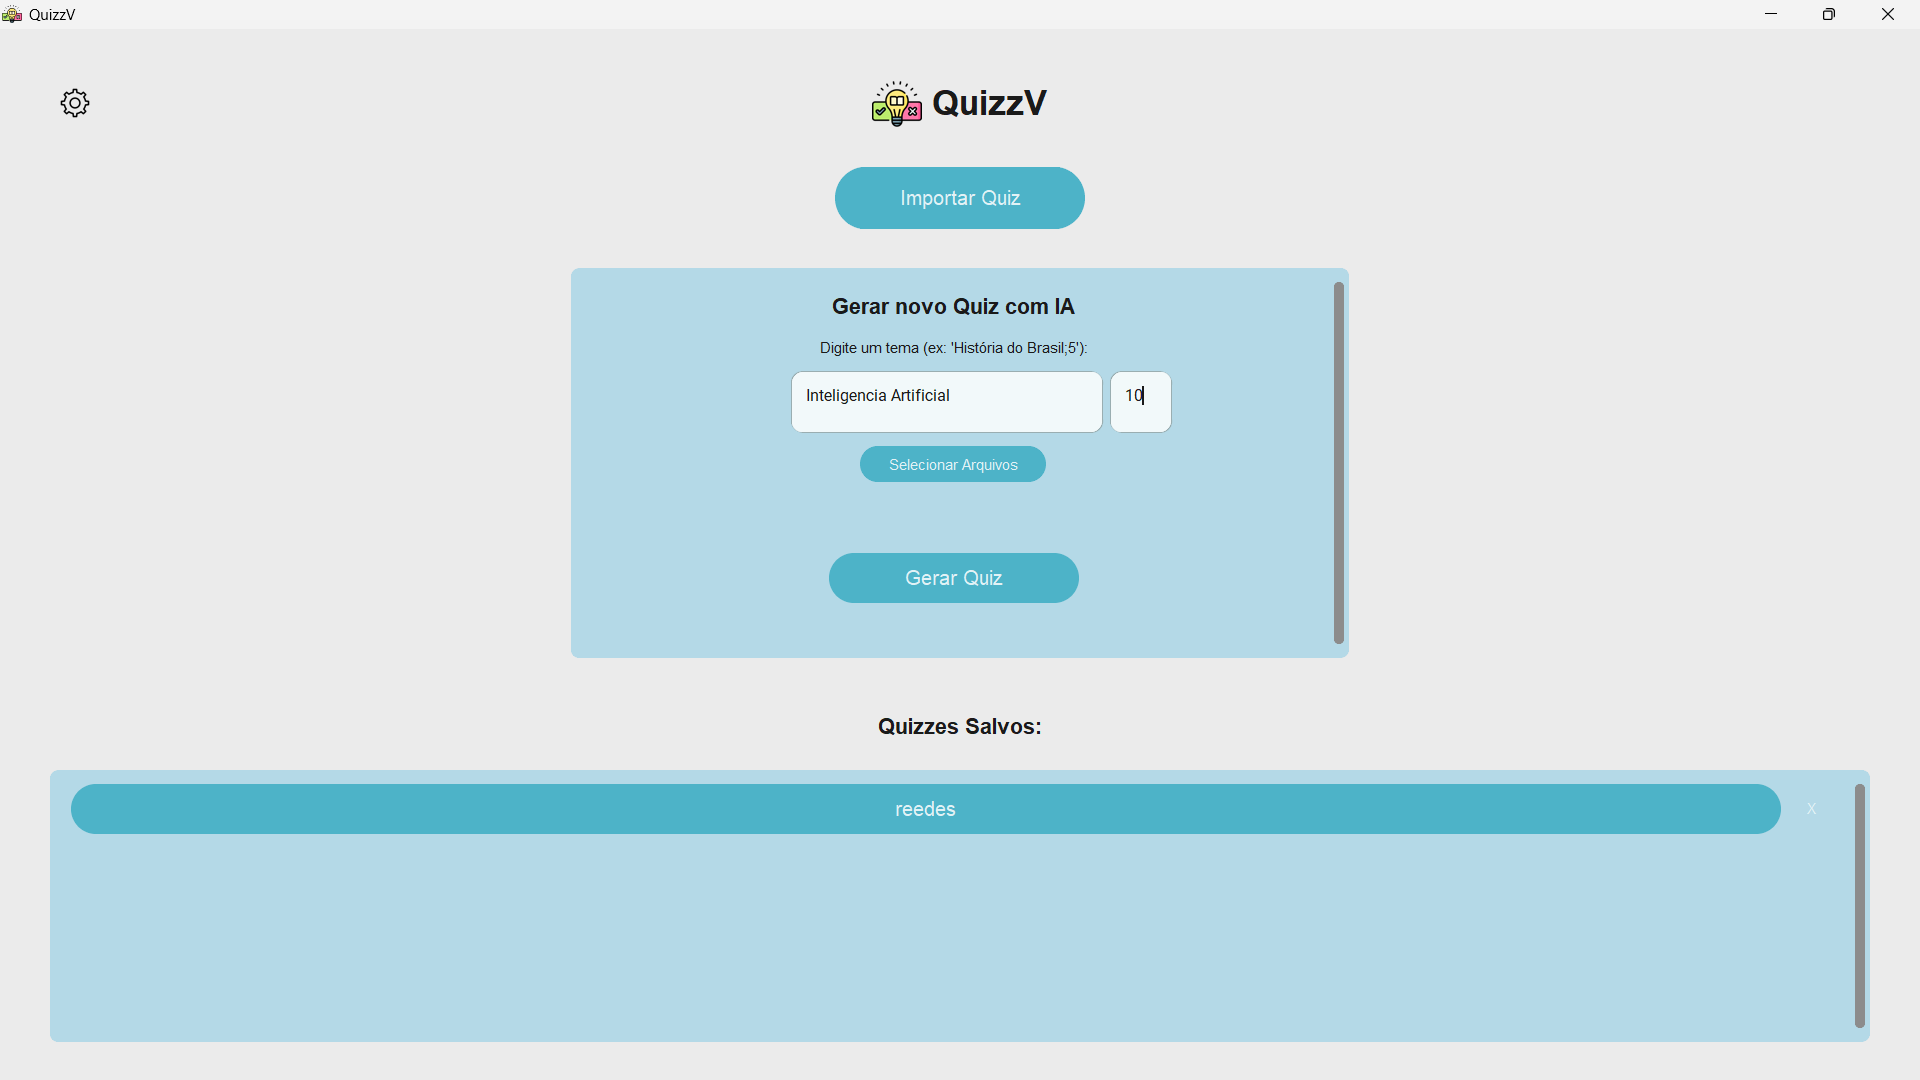 QuizzV
QuizzV
Importar Quiz
Gerar novo Quiz com IA
Digite um tema (ex: 'História do Brasil;5'):
Inteligencia Artificial 10
Selecionar Arquivos
Gerar Quiz
Quizzes Salvos:
reedes X